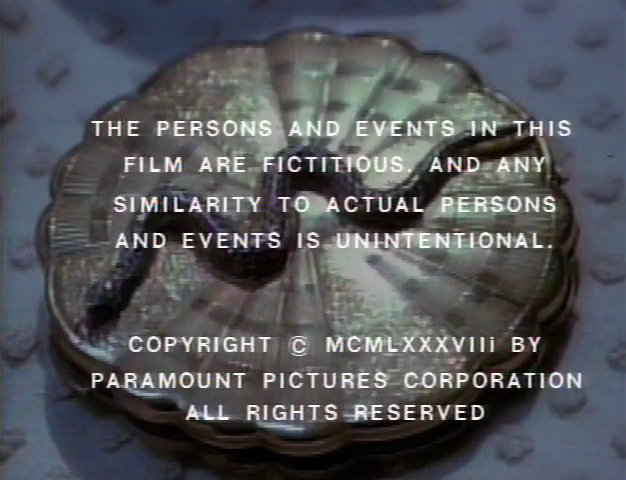 THE PERSONS AND EVENTS IN THIS
FILM ARE FICTITIOUS. AND ANY
SIMILARITY TO ACTUAL PERSONS
AND EVENTS IS UNINTENTIONAL.
COPYRIGHT © MCMLXXXVIIi BY
PARAMOUNT PICTURES CORPORATION
ALL RIGHTS RESERVED